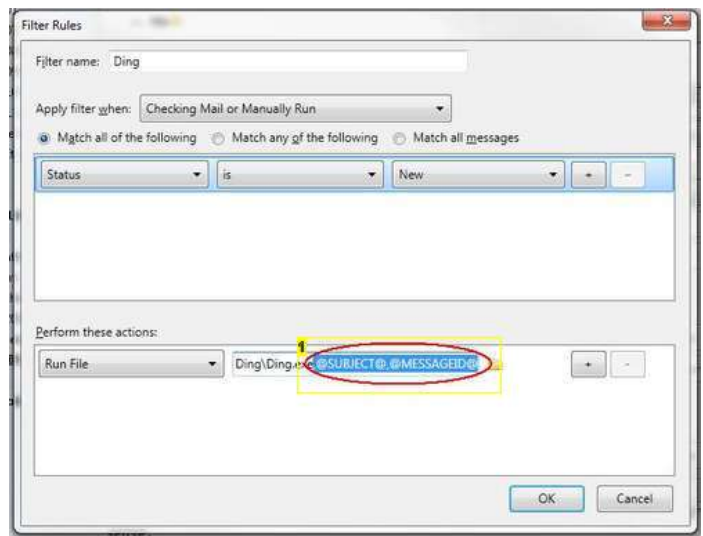 Filter Rules
Filter name: Ding
Apply filter when: Checking Mail or Manually Run
Match all of the following Match any of the following Match all messages
Status is New + -
Perform these actions:
1
Run File Ding\Ding.exe @SUBJECT@,@MESSAGEID@ + -
OK Cancel